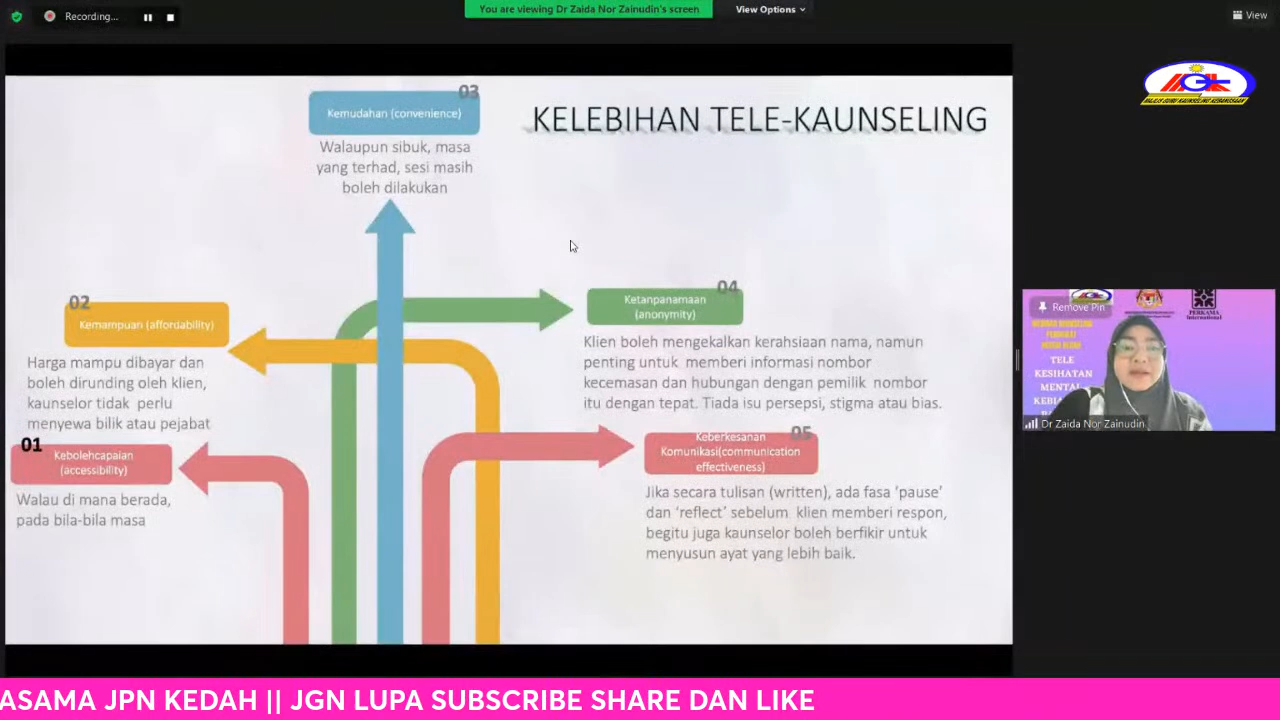 Recording...
You are viewing Dr Zaida Nor Zainudin's screen
View Options
View
MAJLIS GURU KAUNSELING KEBANGSAAN
KELEBIHAN TELE-KAUNSELING
03
Kemudahan (convenience)
Walaupun sibuk, masa
yang terhad, sesi masih
boleh dilakukan
02
Kemampuan (affordability)
Harga mampu dibayar dan
boleh dirunding oleh klien,
kaunselor tidak perlu
menyewa bilik atau pejabat
01
Kebolehcapaian
(accessibility)
Walau di mana berada,
pada bila-bila masa
04
Ketanpanamaan
(anonymity)
Klien boleh mengekalkan kerahsiaan nama, namun
penting untuk memberi informasi nombor
kecemasan dan hubungan dengan pemilik nombor
itu dengan tepat. Tiada isu persepsi, stigma atau bias.
05
Keberkesanan
Komunikasi(communication
effectiveness)
Jika secara tulisan (written), ada fasa 'pause'
dan 'reflect' sebelum klien memberi respon,
begitu juga kaunselor boleh berfikir untuk
menyusun ayat yang lebih baik.
Remove Pin
PERKAMA
International
TELE
KESIHATAN
MENTAL
Dr Zaida Nor Zainudin
ASAMA JPN KEDAH || JGN LUPA SUBSCRIBE SHARE DAN LIKE